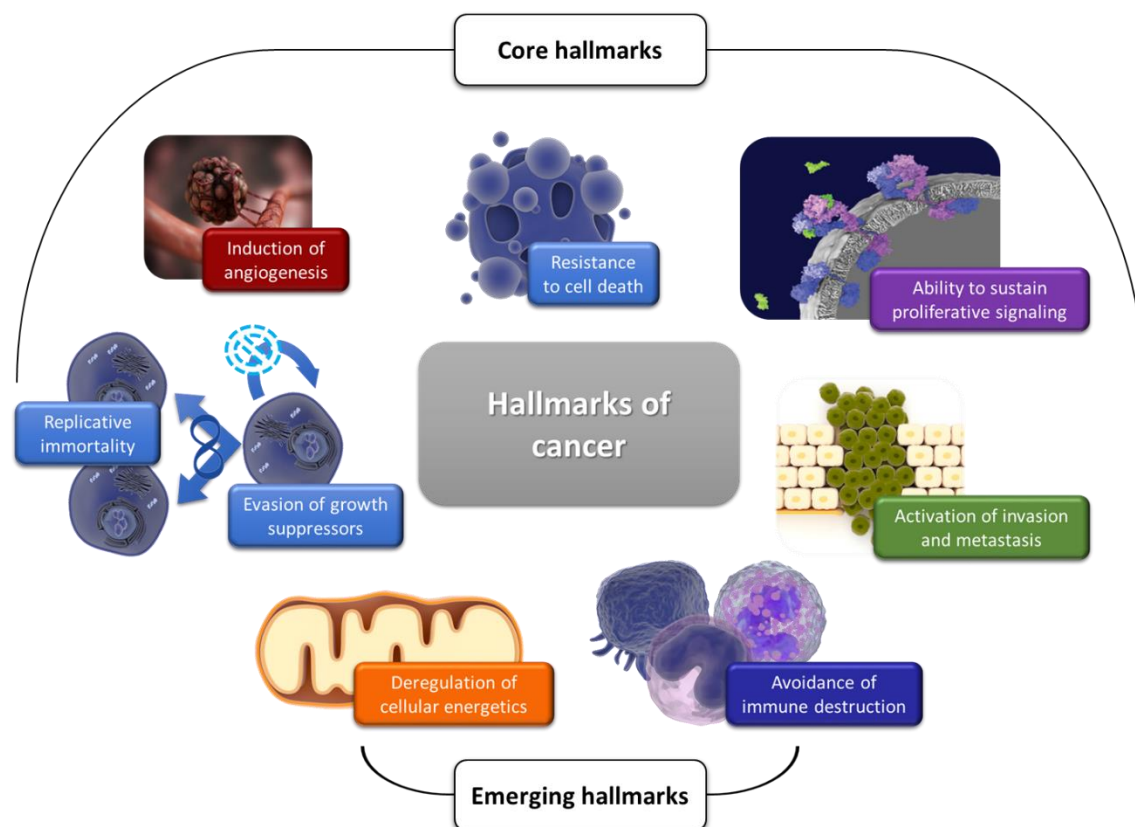 Core hallmarks
Induction of
angiogenesis
Resistance
to cell death
Ability to sustain
proliferative signaling
Replicative
immortality
Evasion of growth
suppressors
Hallmarks of
cancer
Activation of invasion
and metastasis
Deregulation of
cellular energetics
Avoidance of
immune destruction
Emerging hallmarks